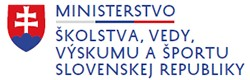 MINISTERSTVO
ŠKOLSTVA, VEDY,
VÝSKUMU A ŠPORTU
SLOVENSKEJ REPUBLIKY